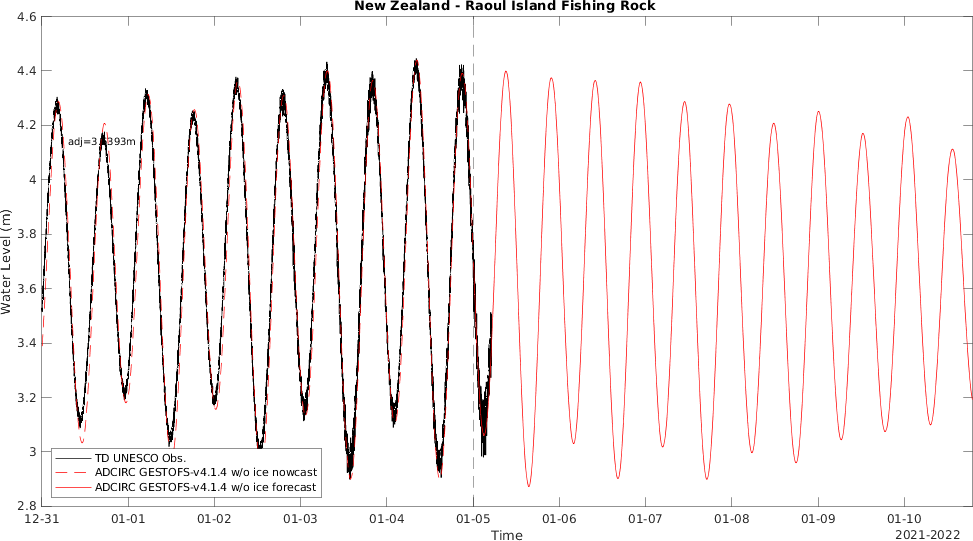 New Zealand - Raoul Island Fishing Rock
4.6
4.4
4.2
4
3.8
3.6
3.4
3.2
3
2.8
Water Level (m)
TD UNESCO Obs.
ADCIRC GESTOFS-v4.1.4 w/o ice nowcast
ADCIRC GESTOFS-v4.1.4 w/o ice forecast
12-31 01-01 01-02 01-03 01-04 01-05 01-06 01-07 01-08 01-09 01-10
Time
2021-2022